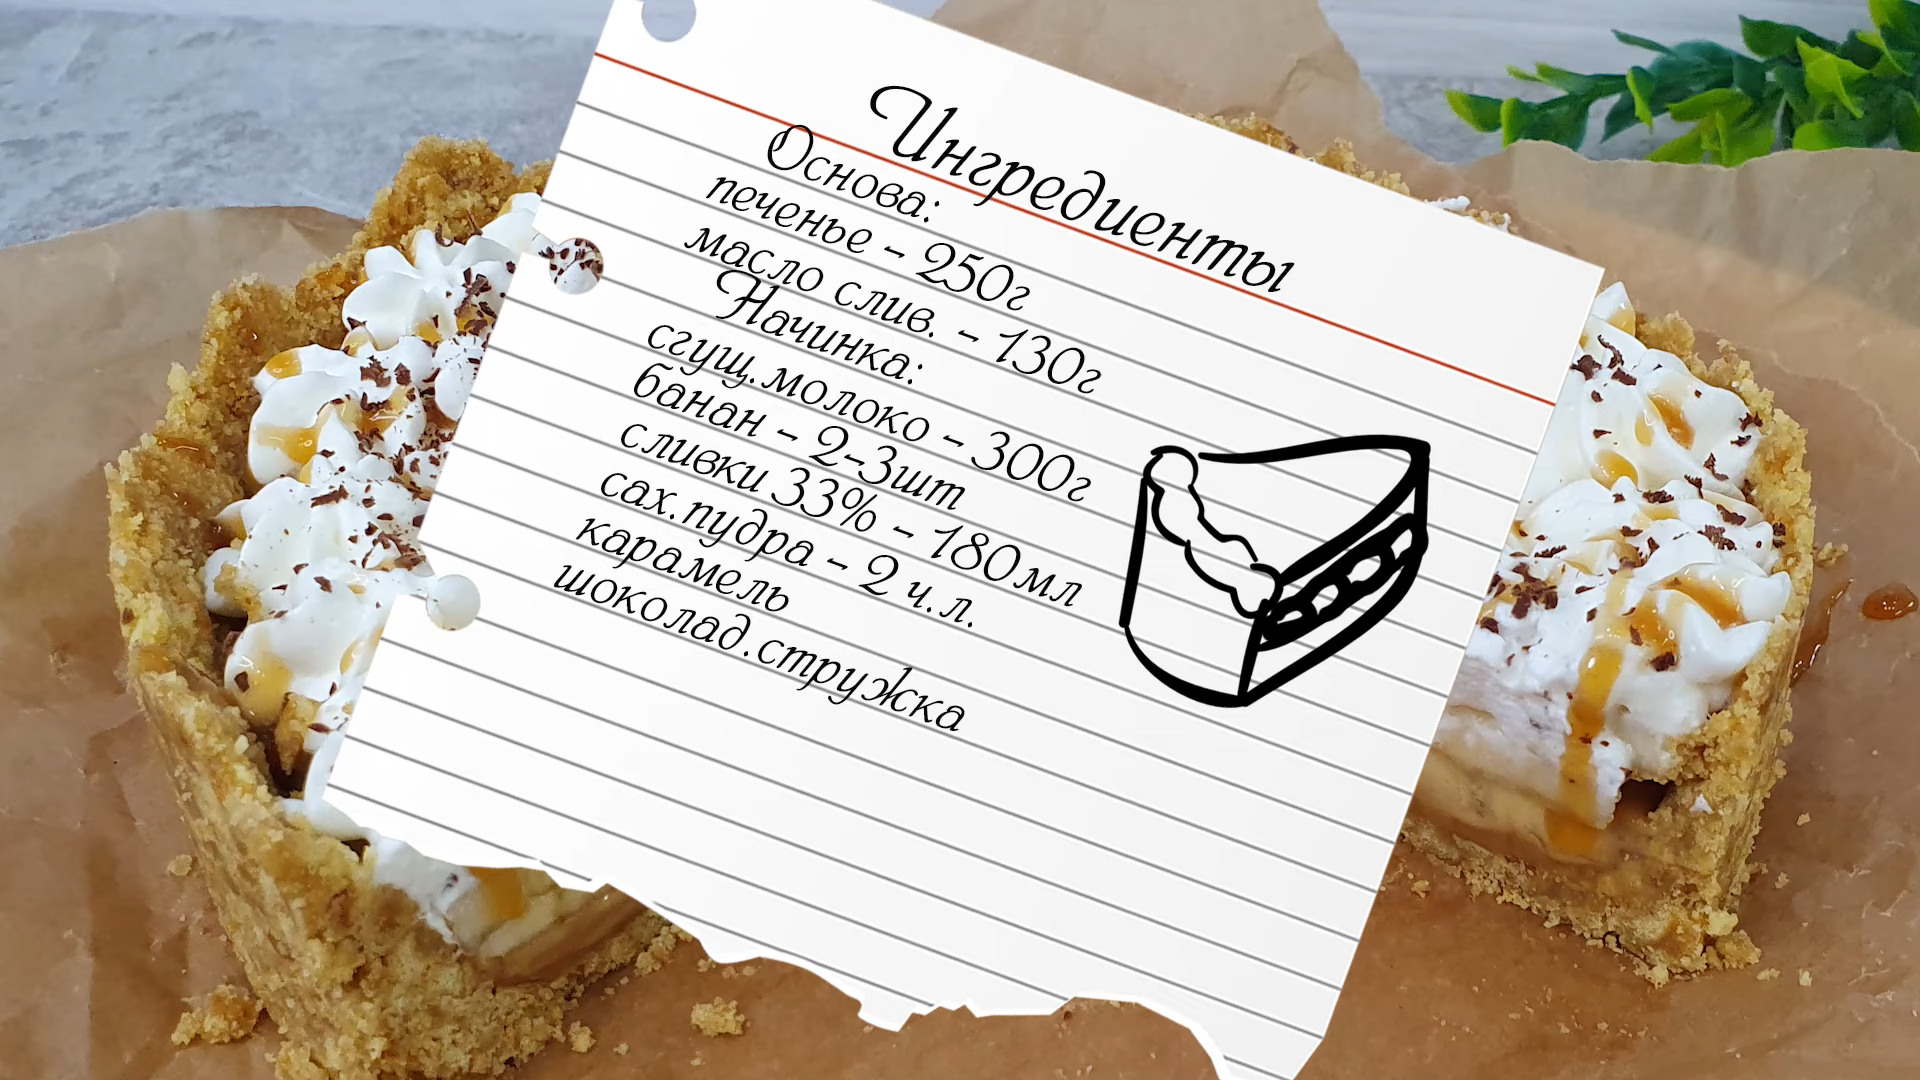 Ингредиенты
Основа:
печенье - 250г
масло слив. - 130г
Начинка:
сгущ.молоко - 300г
банан - 2-3шт
сливки 33% - 180мл
сах.пудра - 2 ч.л.
карамель
шоколад.стружка